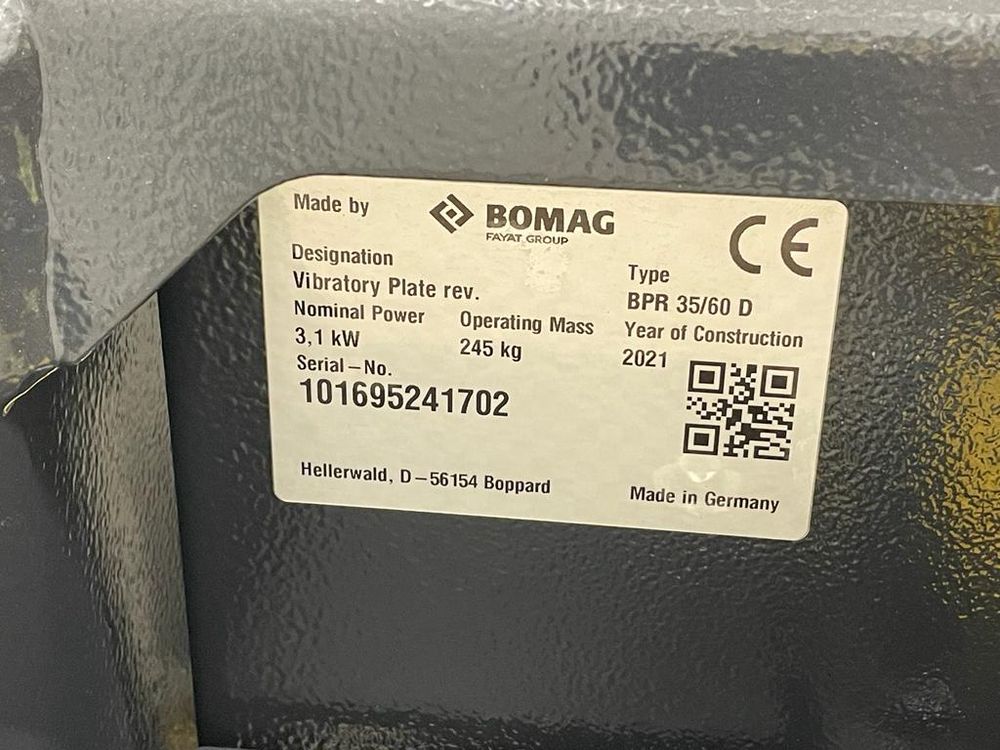 Made by
BOMAG
FAYAT GROUP
CE
Designation
Vibratory Plate rev.
Type
BPR 35/60 D
Nominal Power
3,1 kW
Operating Mass
245 kg
Year of Construction
2021
Serial–No.
101695241702
Hellerwald, D–56154 Boppard
Made in Germany